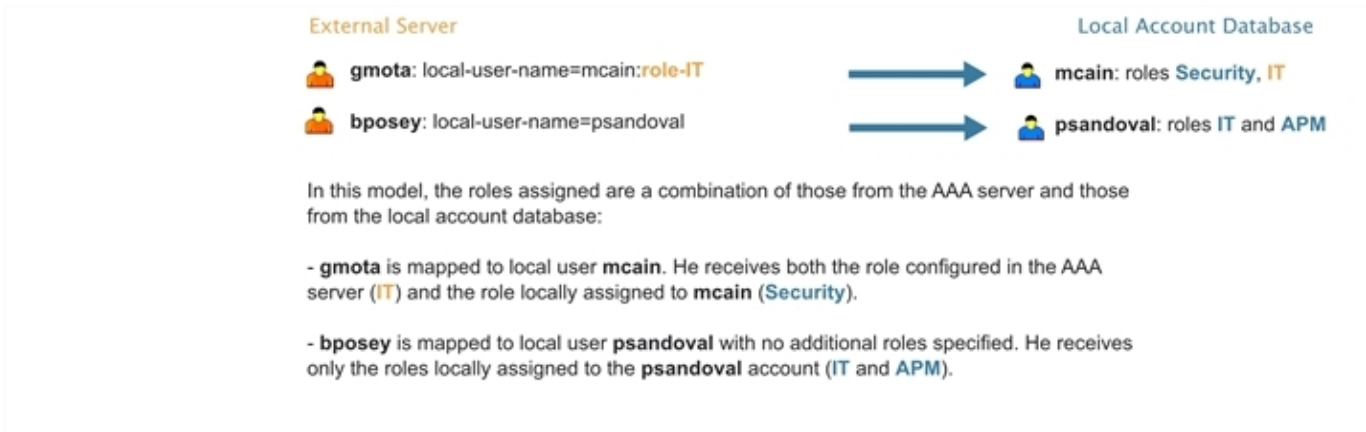 External Server Local Account Database
gmota: local-user-name=mcain:role-IT mcain: roles Security, IT
bposey: local-user-name=psandoval psandoval: roles IT and APM
In this model, the roles assigned are a combination of those from the AAA server and those
from the local account database:
- gmota is mapped to local user mcain. He receives both the role configured in the AAA
server (IT) and the role locally assigned to mcain (Security).
- bposey is mapped to local user psandoval with no additional roles specified. He receives
only the roles locally assigned to the psandoval account (IT and APM).